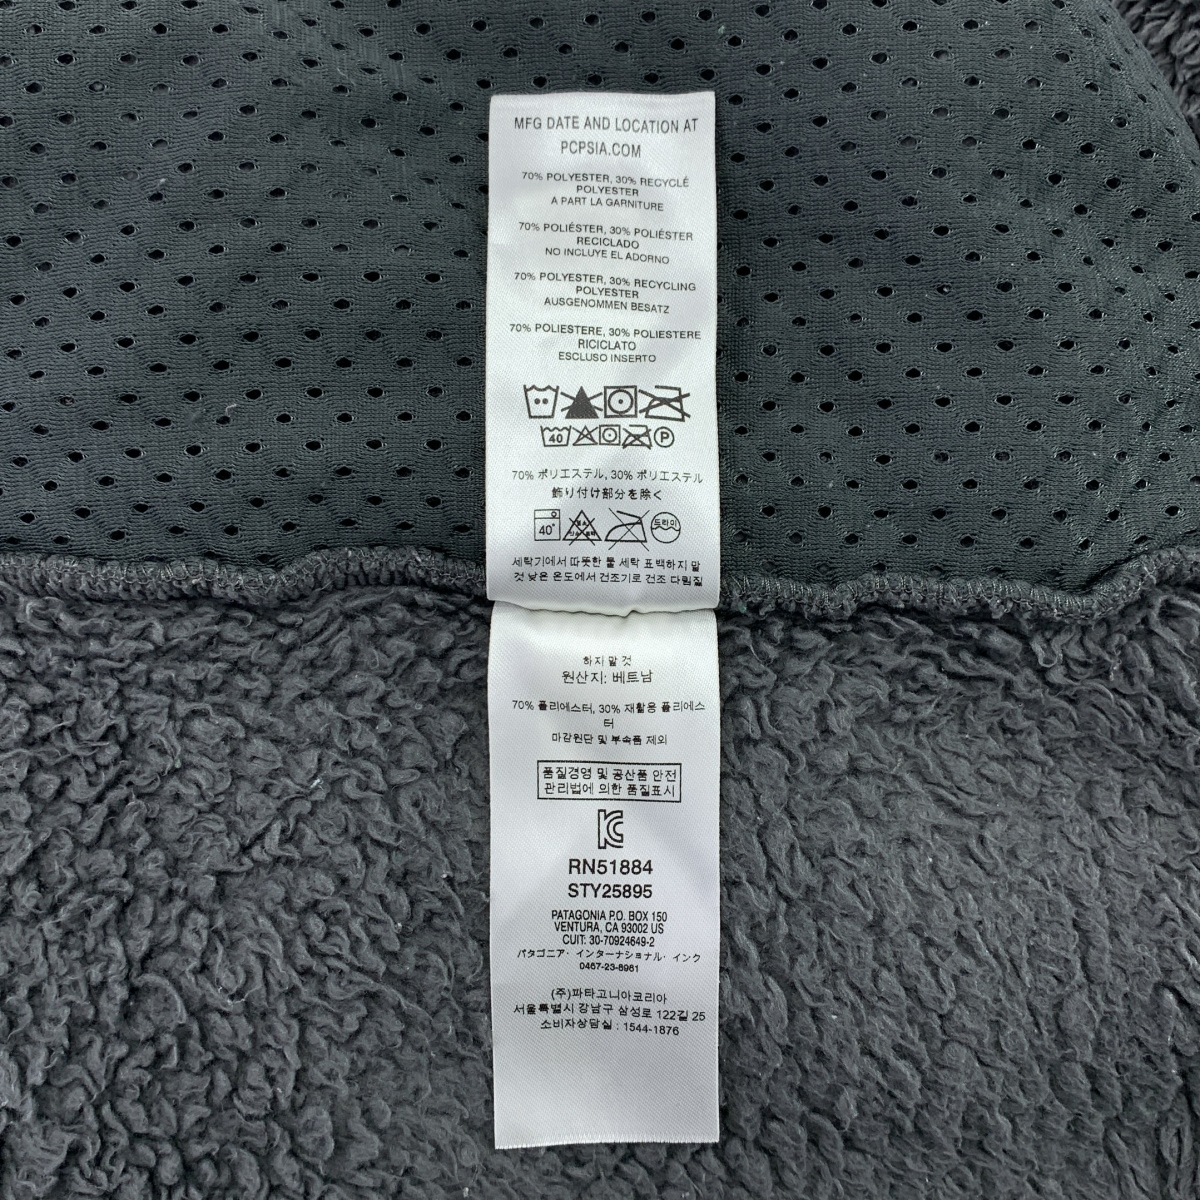 MFG DATE AND LOCATION AT
PCPSIA.COM
70% POLYESTER, 30% RECYCLÉ
POLYESTER
A PART LA GARNITURE
70% POLIÉSTER, 30% POLIÉSTER
RECICLADO
NO INCLUYE EL ADORNO
70% POLYESTER, 30% RECYCLING
POLYESTER
AUSGENOMMEN BESATZ
70% POLIESTERE, 30% POLIESTERE
RICICLATO
ESCLUSO INSERTO
40 P
70% ポリエステル, 30% ポリエステル
飾り付け部分を除く
40° 드라이
세탁기에서 따뜻한 물 세탁 표백하지 말
것 낮은 온도에서 건조기로 건조 다림질
하지 말 것
원산지: 베트남
70% 폴리에스터, 30% 재활용 폴리에스
터
마감원단 및 부속품 제외
품질경영 및 공산품 안전
관리법에 의한 품질표시
RN51884
STY25895
PATAGONIA P.O. BOX 150
VENTURA, CA 93002 US
CUIT: 30-70924649-2
パタゴニア・インターナショナル・インク
0467-23-8961
(주)파타고니아코리아
서울특별시 강남구 삼성로 122길 25
소비자상담실 : 1544-1876